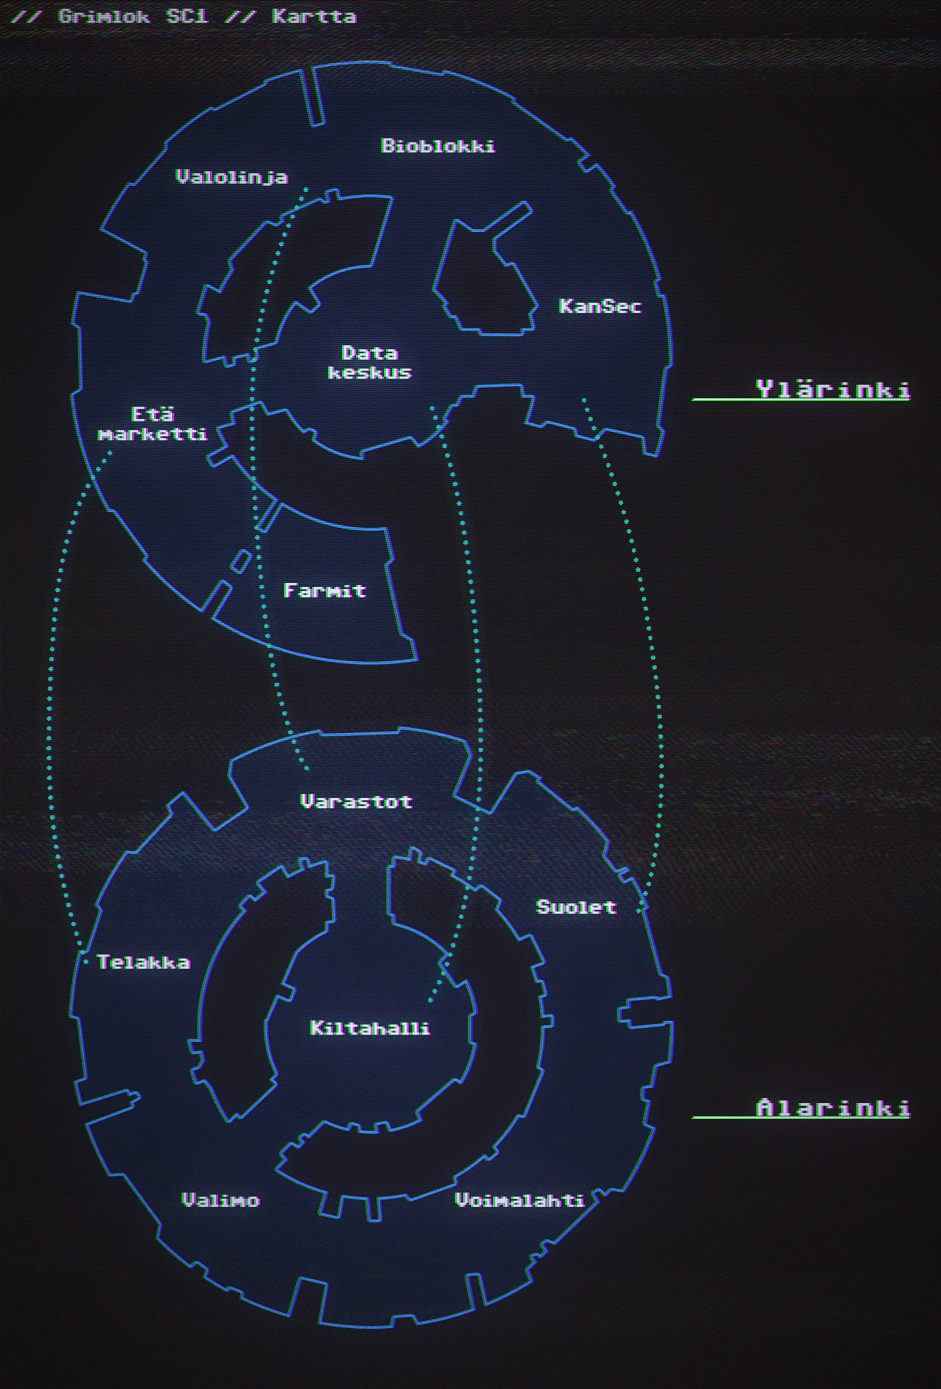 // Grimlok SC1 // Kartta
Bioblokki
Valolinja
KanSec
Data
keskus
Ylärinki
Etä
marketti
Farmit
Varastot
Suolet
Telakka
Kiltahalli
Alarinki
Valimo
Voimalahti